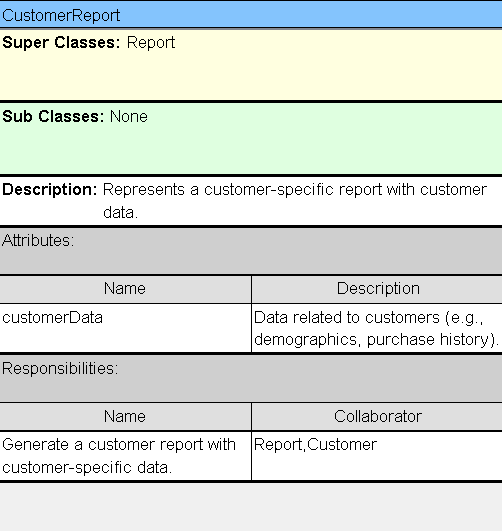 CustomerReport
Super Classes: Report
Sub Classes: None
Description: Represents a customer-specific report with customer
data.
Attributes:
Name Description
customerData Data related to customers (e.g.,
demographics, purchase history).
Responsibilities:
Name Collaborator
Generate a customer report with Report,Customer
customer-specific data.